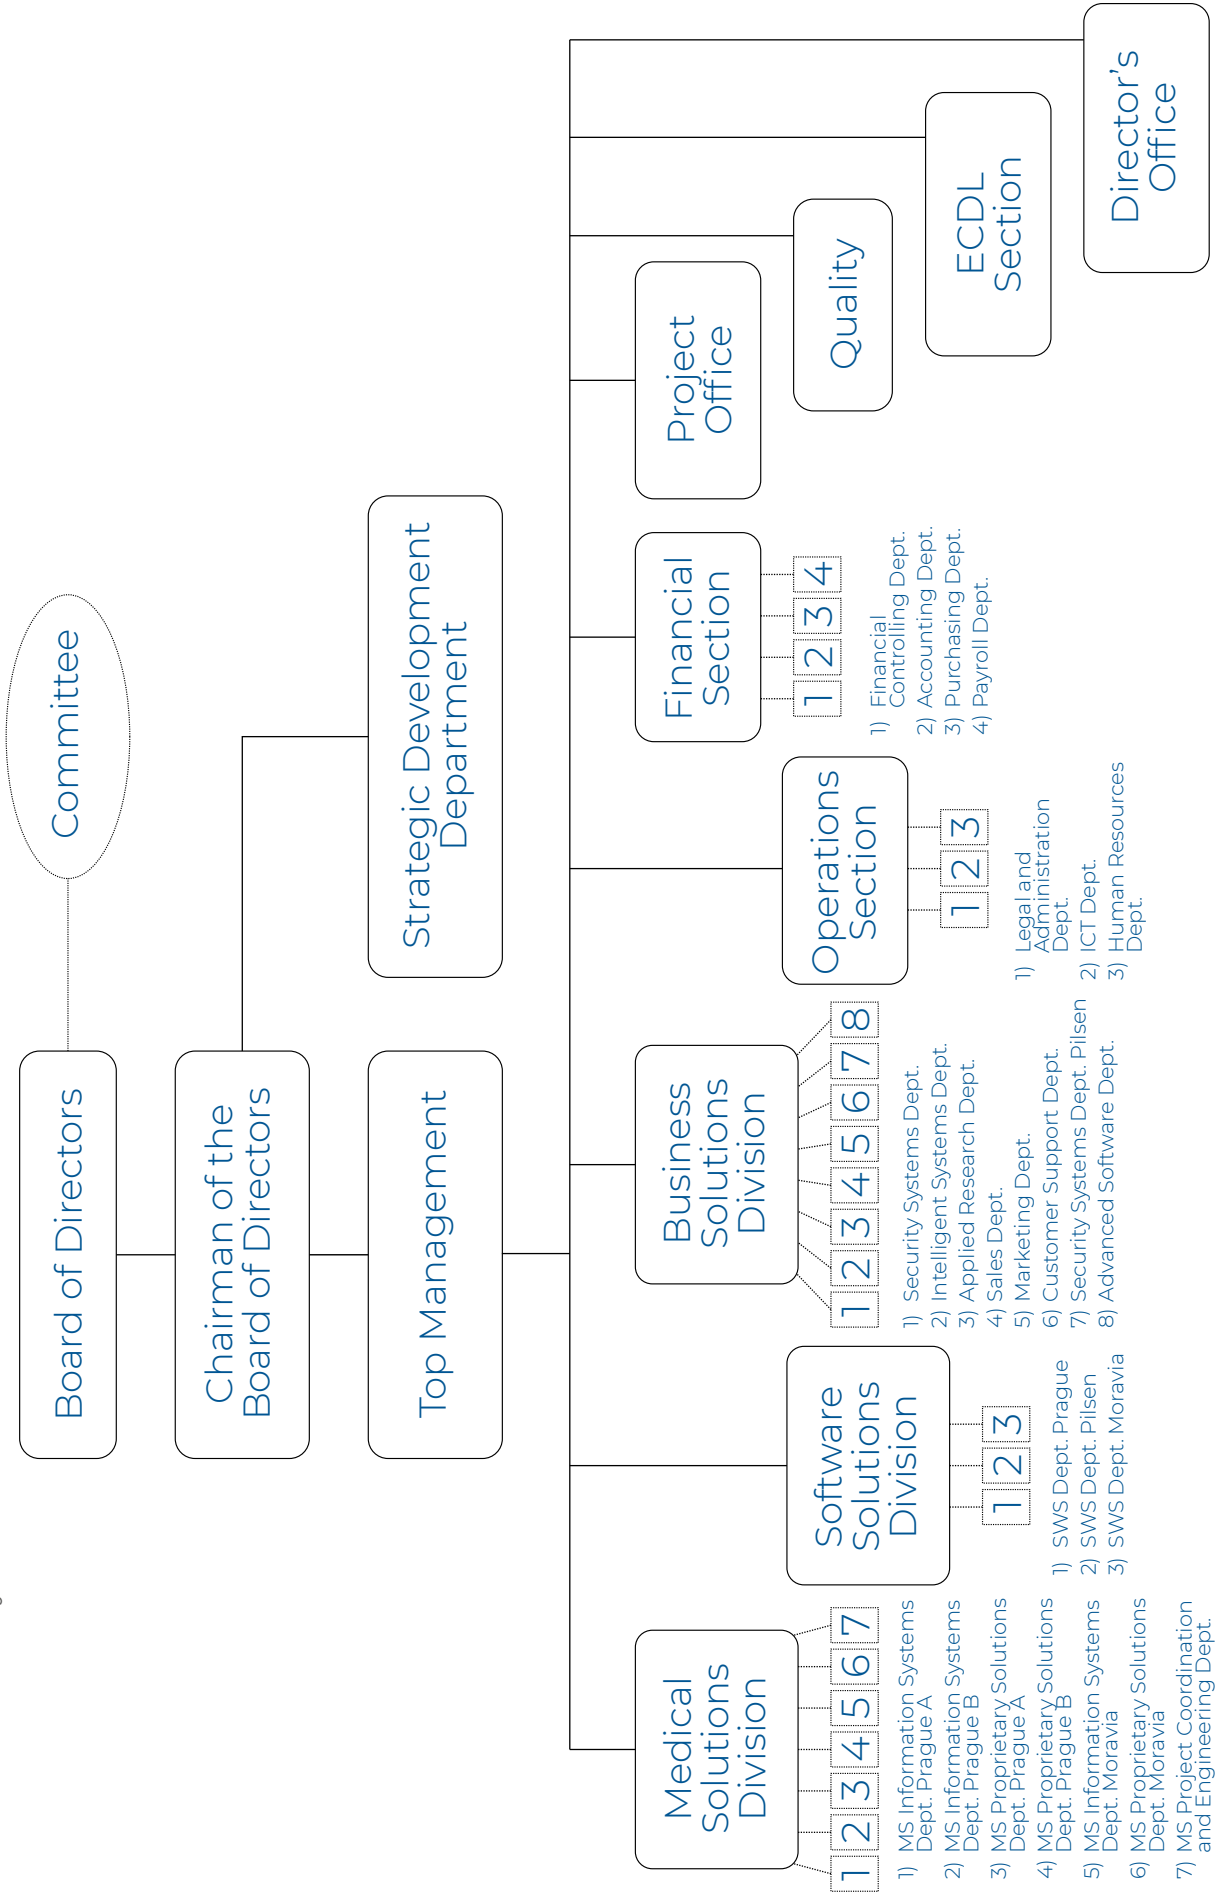 Committee
Board of Directors
Chairman of the
Board of Directors
Top Management
Strategic Development
Department
Medical
Solutions
Division
1 2 3 4 5 6 7
1) MS Information Systems
Dept. Prague A
2) MS Information Systems
Dept. Prague B
3) MS Proprietary Solutions
Dept. Prague A
4) MS Proprietary Solutions
Dept. Prague B
5) MS Information Systems
Dept. Moravia
6) MS Proprietary Solutions
Dept. Moravia
7) MS Project Coordination
and Engineering Dept.
Software
Solutions
Division
1 2 3
1) SWS Dept. Prague
2) SWS Dept. Pilsen
3) SWS Dept. Moravia
Business
Solutions
Division
1 2 3 4 5 6 7 8
1) Security Systems Dept.
2) Intelligent Systems Dept.
3) Applied Research Dept.
4) Sales Dept.
5) Marketing Dept.
6) Customer Support Dept.
7) Security Systems Dept. Pilsen
8) Advanced Software Dept.
Operations
Section
1 2 3
1) Legal and
Administration
Dept.
2) ICT Dept.
3) Human Resources
Dept.
Financial
Section
1 2 3 4
1) Financial
Controlling Dept.
2) Accounting Dept.
3) Purchasing Dept.
4) Payroll Dept.
Project
Office
Quality
ECDL
Section
Director's
Office